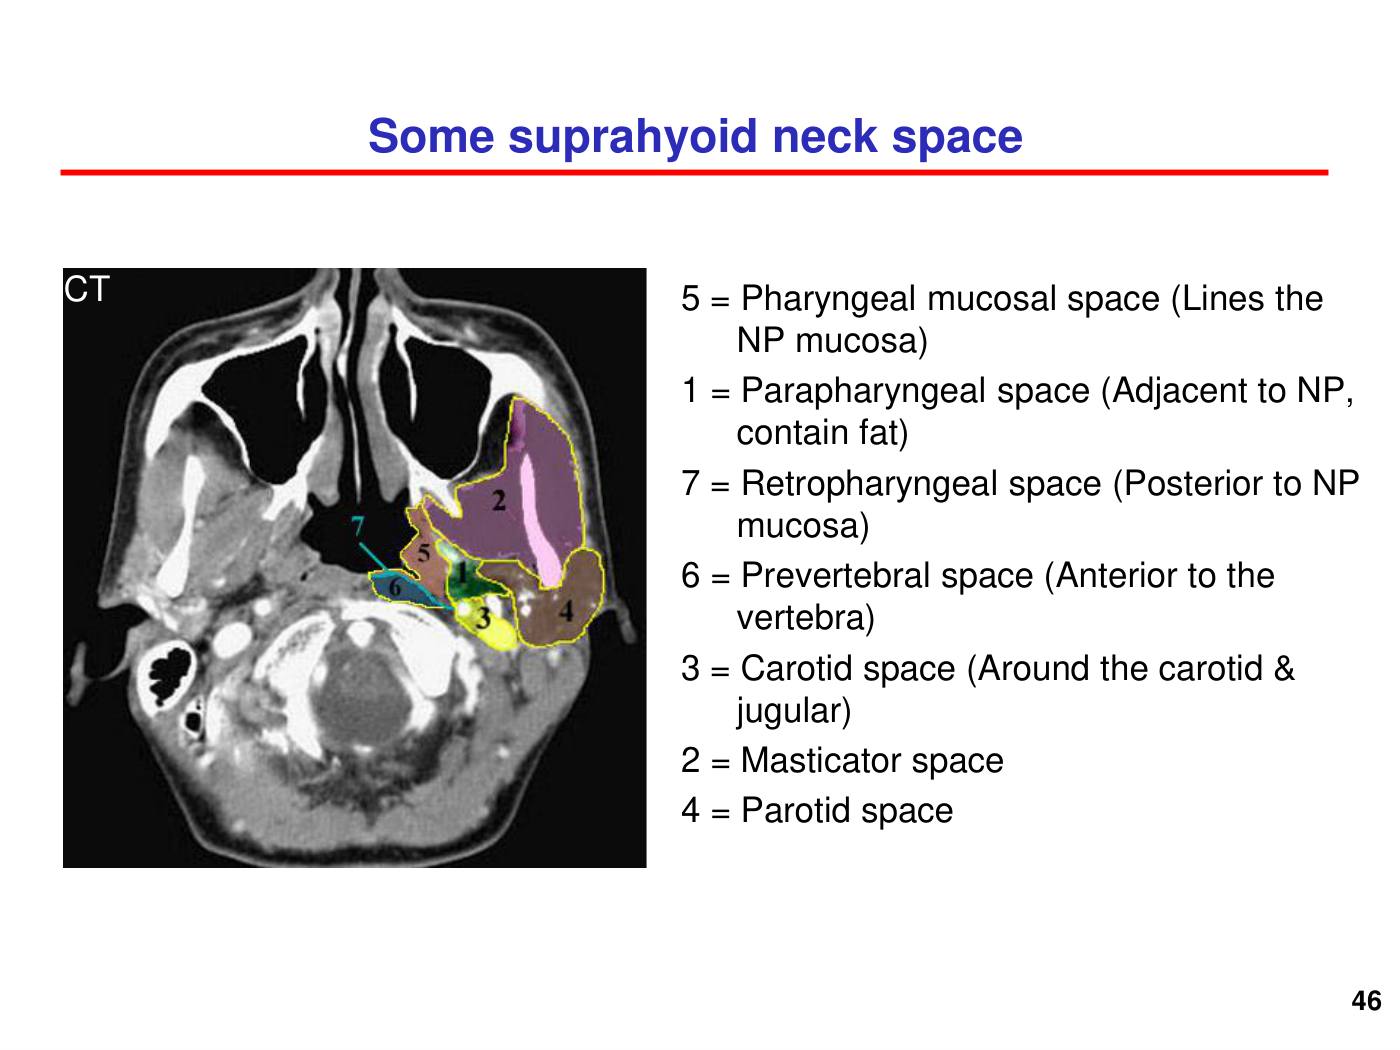 Some suprahyoid neck space
CT
7
2
5
1
6
3
4
5 = Pharyngeal mucosal space (Lines the
NP mucosa)
1 = Parapharyngeal space (Adjacent to NP,
contain fat)
7 = Retropharyngeal space (Posterior to NP
mucosa)
6 = Prevertebral space (Anterior to the
vertebra)
3 = Carotid space (Around the carotid &
jugular)
2 = Masticator space
4 = Parotid space
46